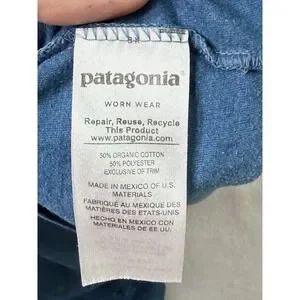 patagonia®
WORN WEAR
Repair, Reuse, Recycle
This Product
www.patagonia.com
50% ORGANIC COTTON
50% POLYESTER
EXCLUSIVE OF TRIM
MADE IN MEXICO OF U.S.
MATERIALS
FABRIQUÉ AU MEXIQUE DES
MATIÈRES DES ETATS-UNIS
HECHO EN MÉXICO CON
MATERIALES DE EE UU.